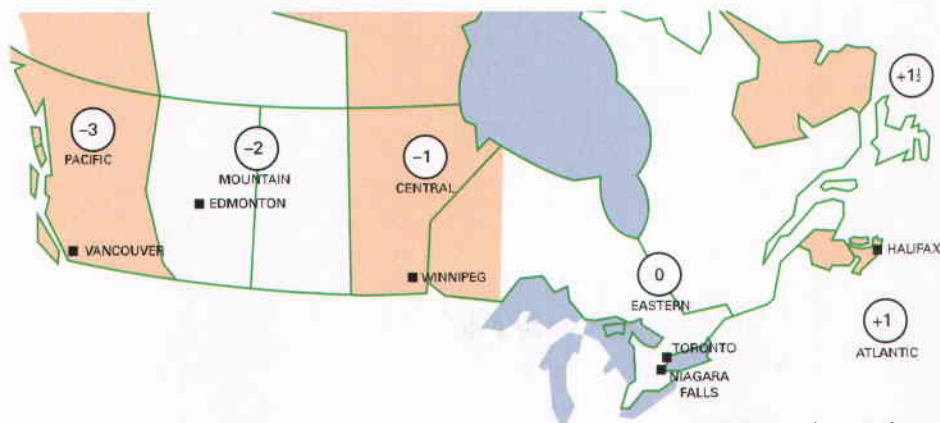 -3
PACIFIC
-2
MOUNTAIN
EDMONTON
VANCOUVER
-1
CENTRAL
WINNIPEG
0
EASTERN
TORONTO
NIAGARA
FALLS
+1½
HALIFAX
+1
ATLANTIC